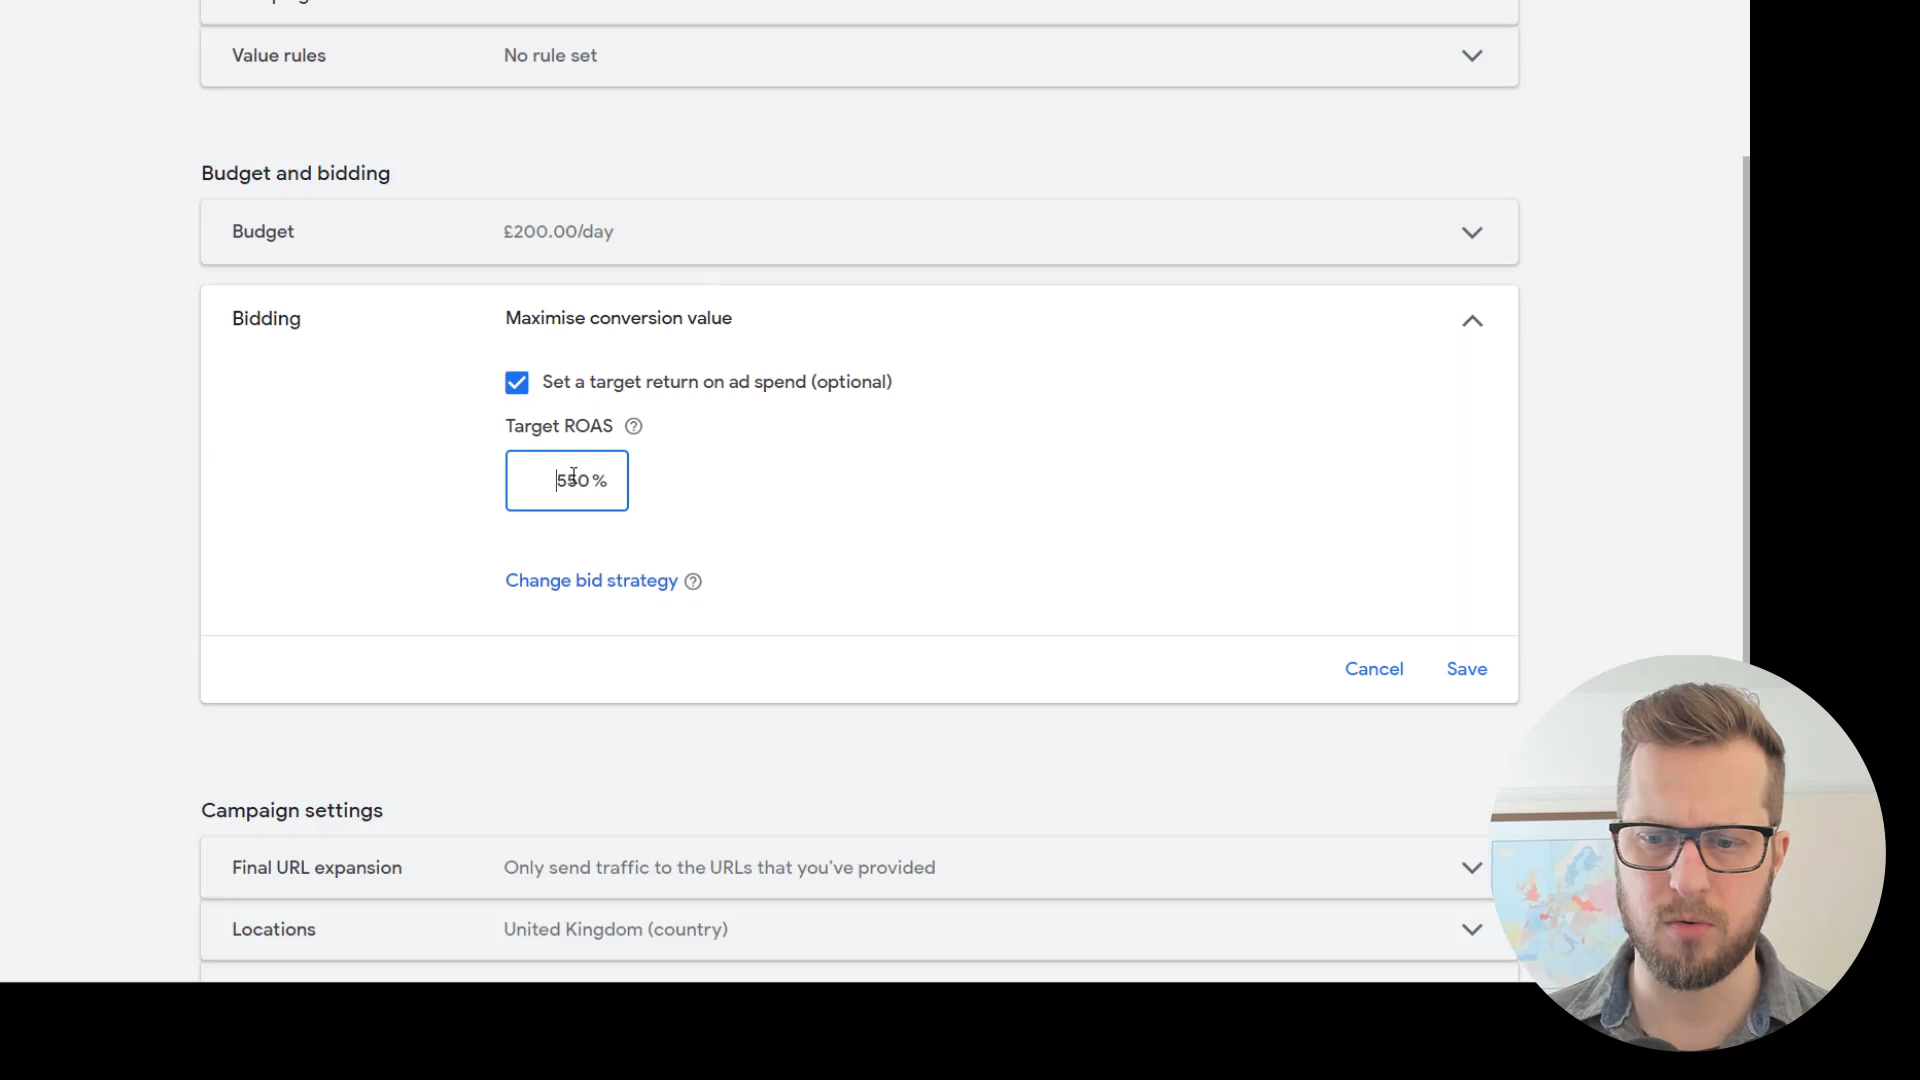 Value rules
No rule set
Budget and bidding
Budget
£200.00/day
Bidding
Maximise conversion value
Set a target return on ad spend (optional)
Target ROAS
550%
Change bid strategy
Cancel
Save
Campaign settings
Final URL expansion
Only send traffic to the URLs that you've provided
Locations
United Kingdom (country)